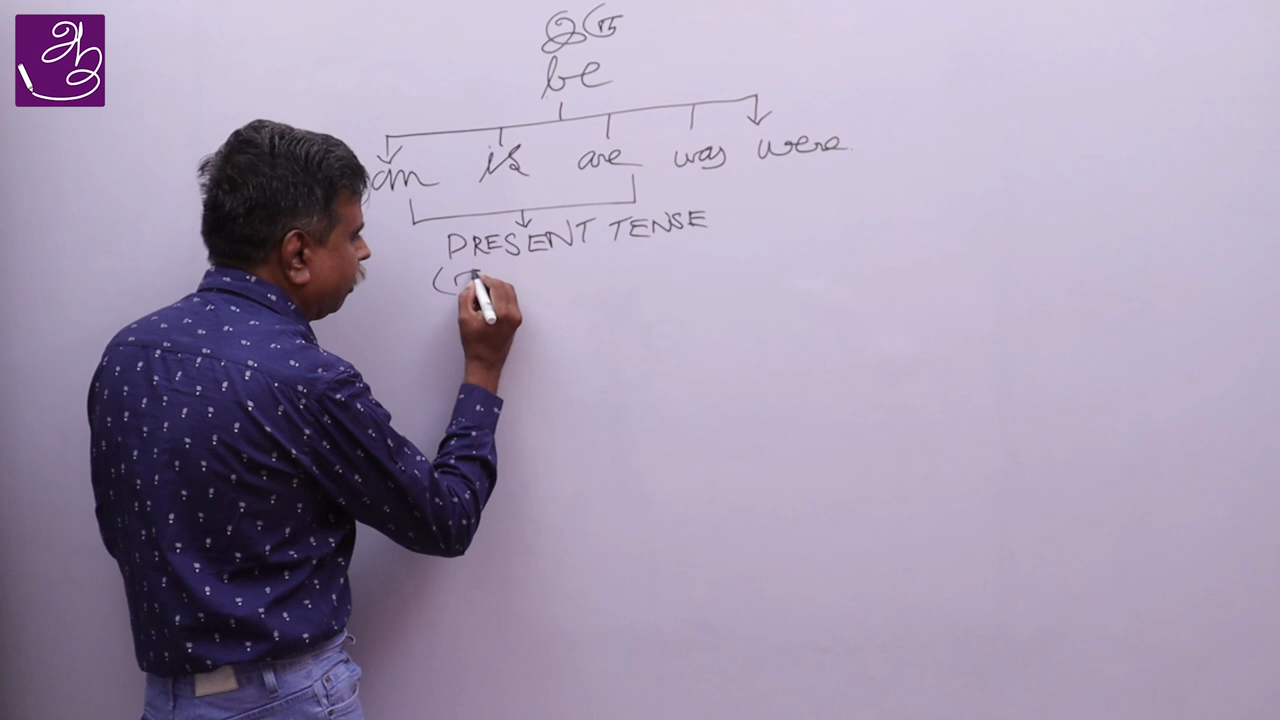 இரு
be
am is are was were
PRESENT TENSE
(